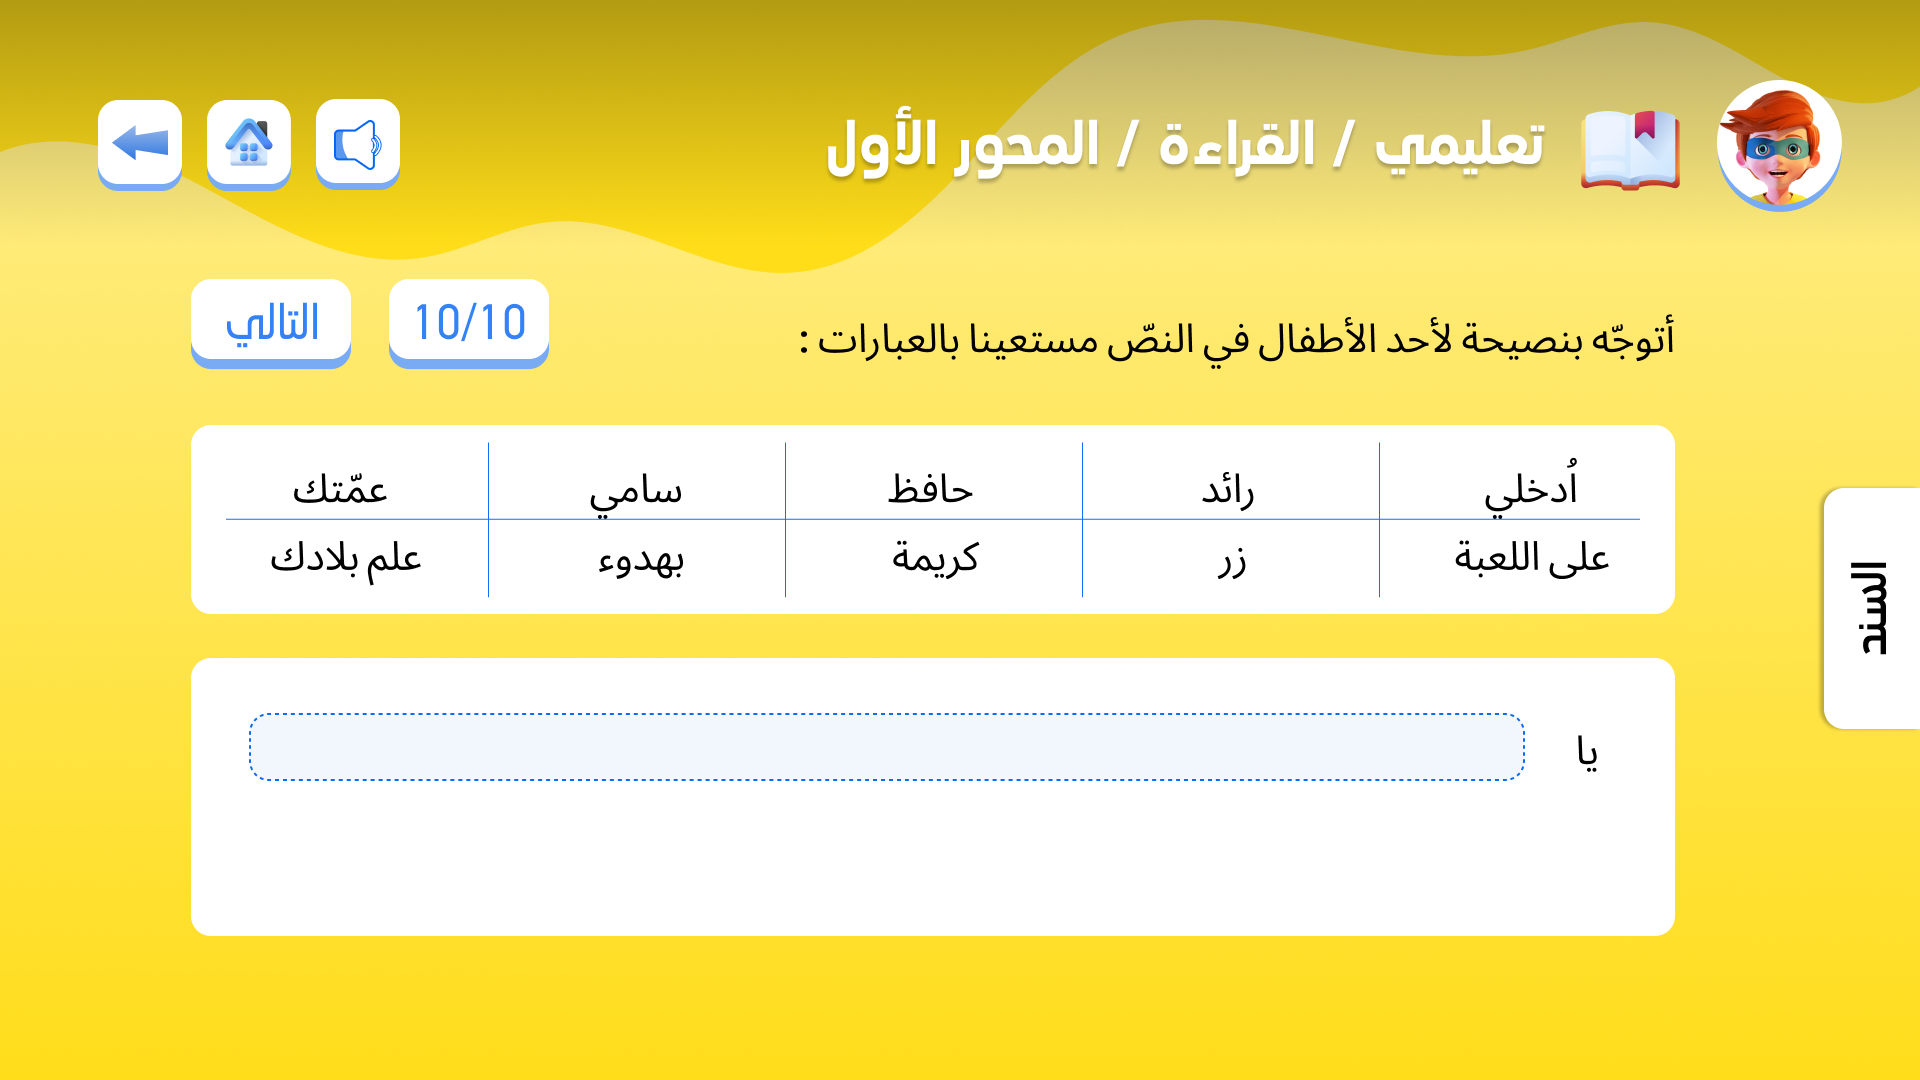 تعليمي / القراءة / المحور الأول
أتوجّه بنصيحة لأحد الأطفال في النصّ مستعينا بالعبارات :
10/10
التالي
اُدخلي رائد حافظ سامي عمّتك
على اللعبة زر كريمة بهدوء علم بلادك
السند
يا